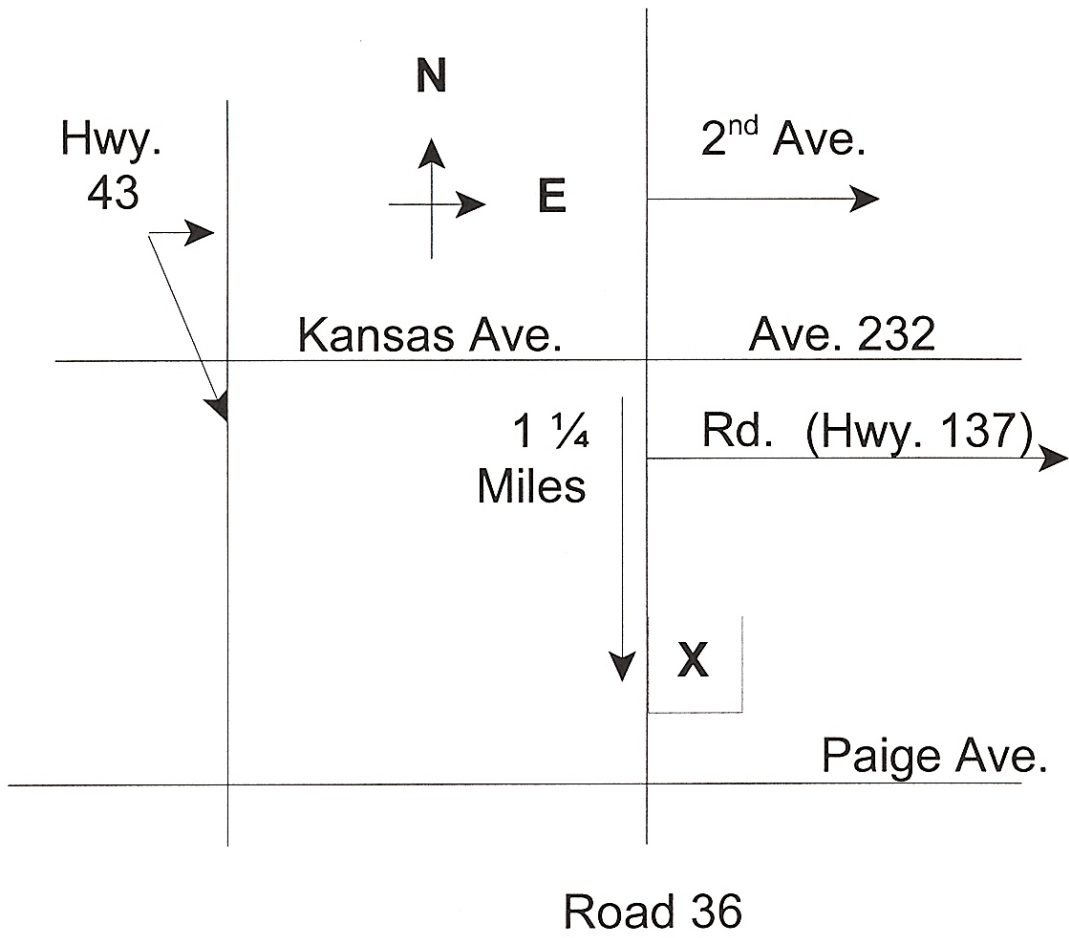 N
Hwy.
43
E
2nd Ave.
Kansas Ave.
Ave. 232
1 ¼
Miles
Rd. (Hwy. 137)
X
Paige Ave.
Road 36